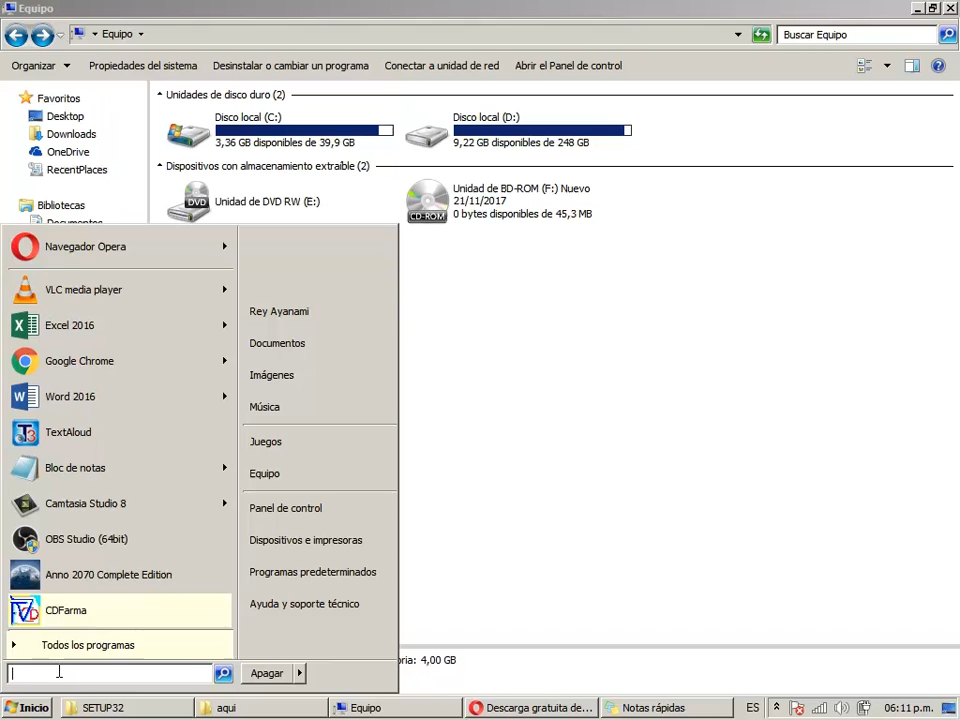 Equipo
Equipo
Buscar Equipo
Organizar
Propiedades del sistema
Desinstalar o cambiar un programa
Conectar a unidad de red
Abrir el Panel de control
Favoritos
Desktop
Downloads
OneDrive
RecentPlaces
Bibliotecas
Documentos
Unidades de disco duro (2)
Disco local (C:)
3,36 GB disponibles de 39,9 GB
Disco local (D:)
9,22 GB disponibles de 248 GB
Dispositivos con almacenamiento extraíble (2)
DVD
Unidad de DVD RW (E:)
CD-ROM
Unidad de BD-ROM (F:) Nuevo
21/11/2017
0 bytes disponibles de 45,3 MB
Navegador Opera
VLC media player
Excel 2016
Google Chrome
Word 2016
TextAloud
Bloc de notas
Camtasia Studio 8
OBS Studio (64bit)
Anno 2070 Complete Edition
CDFarma
Todos los programas
Rey Ayanami
Documentos
Imágenes
Música
Juegos
Equipo
Panel de control
Dispositivos e impresoras
Programas predeterminados
Ayuda y soporte técnico
Apagar
oria: 4,00 GB
Inicio
SETUP32
aqui
Equipo
Descarga gratuita de...
Notas rápidas
ES
06:11 p.m.